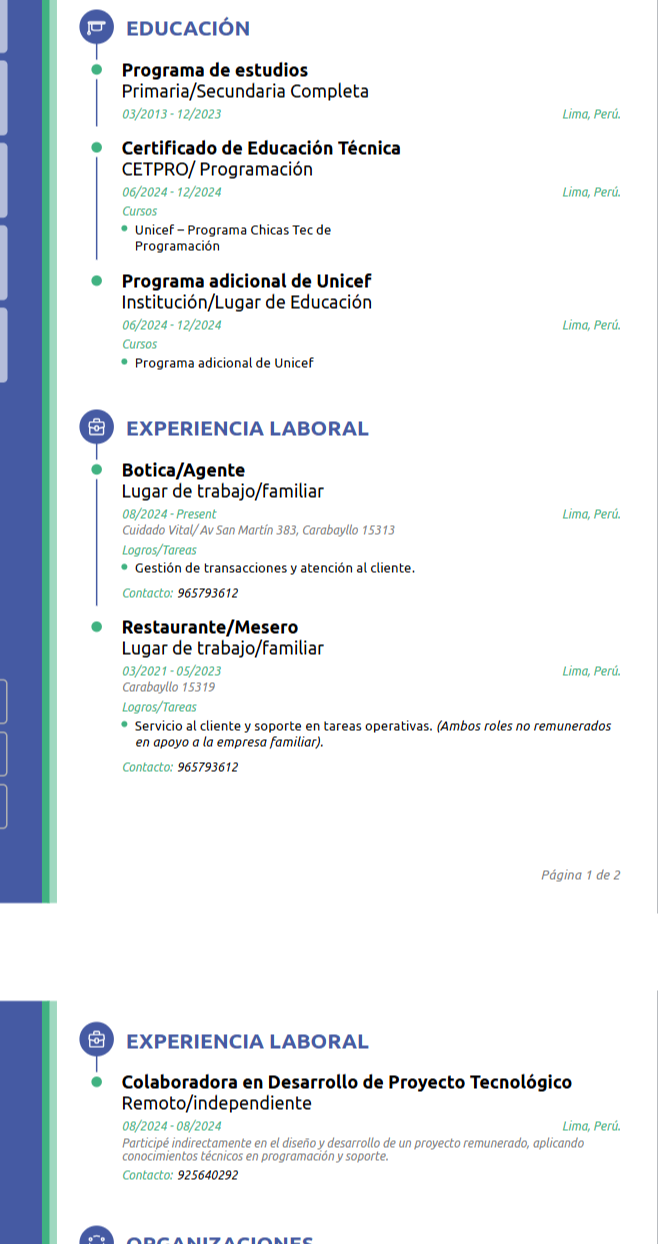 EDUCACIÓN
Programa de estudios
Primaria/Secundaria Completa
03/2013 - 12/2023 Lima, Perú.
Certificado de Educación Técnica
CETPRO/ Programación
06/2024 - 12/2024 Lima, Perú.
Cursos
Unicef – Programa Chicas Tec de
Programación
Programa adicional de Unicef
Institución/Lugar de Educación
06/2024 - 12/2024 Lima, Perú.
Cursos
Programa adicional de Unicef
EXPERIENCIA LABORAL
Botica/Agente
Lugar de trabajo/familiar
08/2024 - Present Lima, Perú.
Cuidado Vital/ Av San Martín 383, Carabayllo 15313
Logros/Tareas
Gestión de transacciones y atención al cliente.
Contacto: 965793612
Restaurante/Mesero
Lugar de trabajo/familiar
03/2021 - 05/2023 Lima, Perú.
Carabayllo 15319
Logros/Tareas
Servicio al cliente y soporte en tareas operativas. (Ambos roles no remunerados
en apoyo a la empresa familiar).
Contacto: 965793612
Página 1 de 2
EXPERIENCIA LABORAL
Colaboradora en Desarrollo de Proyecto Tecnológico
Remoto/independiente
08/2024 - 08/2024 Lima, Perú.
Participé indirectamente en el diseño y desarrollo de un proyecto remunerado, aplicando
conocimientos técnicos en programación y soporte.
Contacto: 925640292
ORGANIZACIONES